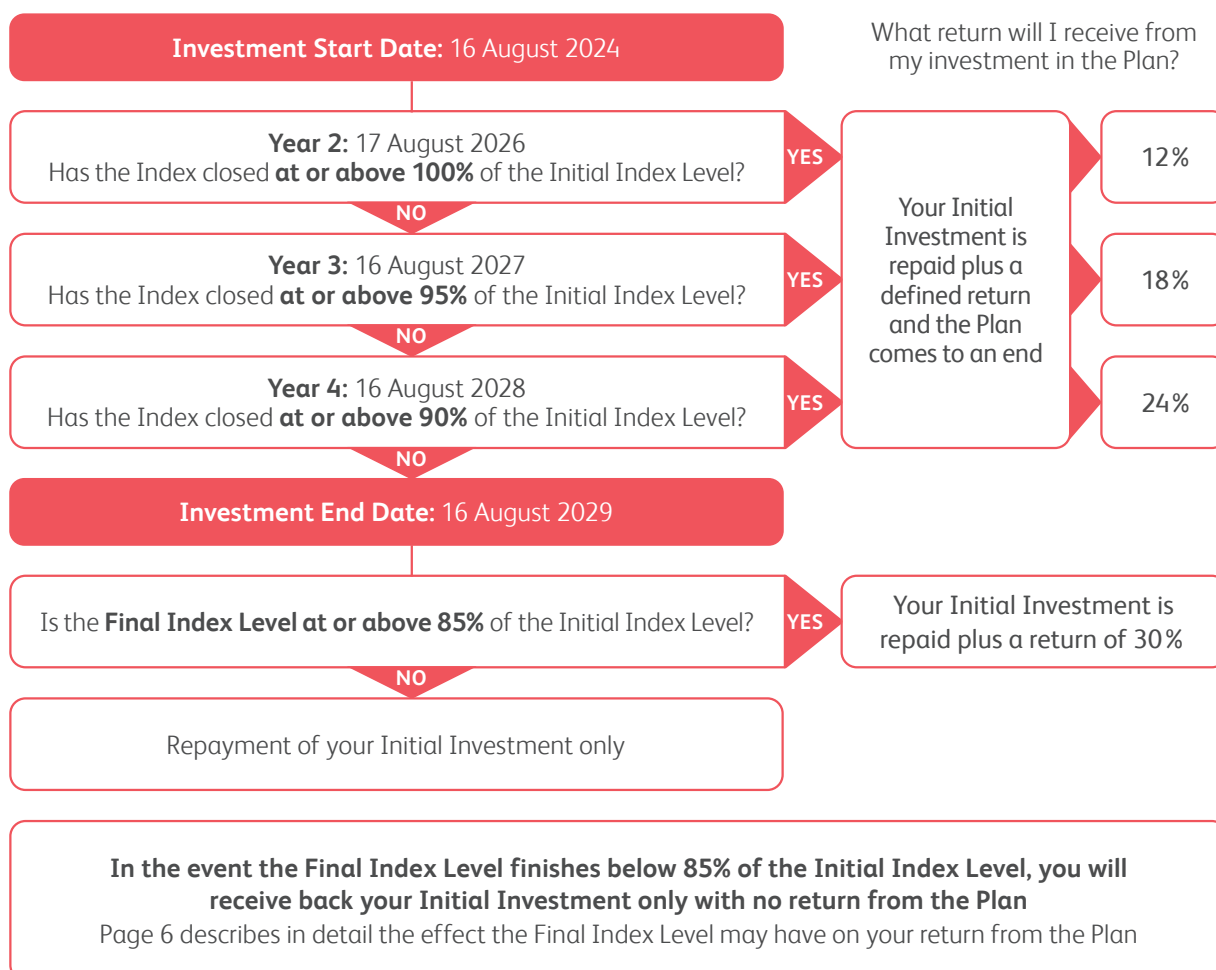 Investment Start Date: 16 August 2024
What return will I receive from
my investment in the Plan?
Year 2: 17 August 2026
Has the Index closed at or above 100% of the Initial Index Level?
YES
12%
NO
Year 3: 16 August 2027
Has the Index closed at or above 95% of the Initial Index Level?
YES
18%
NO
Year 4: 16 August 2028
Has the Index closed at or above 90% of the Initial Index Level?
YES
24%
NO
Your Initial
Investment is
repaid plus a
defined return
and the Plan
comes to an end
Investment End Date: 16 August 2029
Is the Final Index Level at or above 85% of the Initial Index Level?
YES
Your Initial Investment is
repaid plus a return of 30%
NO
Repayment of your Initial Investment only
In the event the Final Index Level finishes below 85% of the Initial Index Level, you will
receive back your Initial Investment only with no return from the Plan
Page 6 describes in detail the effect the Final Index Level may have on your return from the Plan